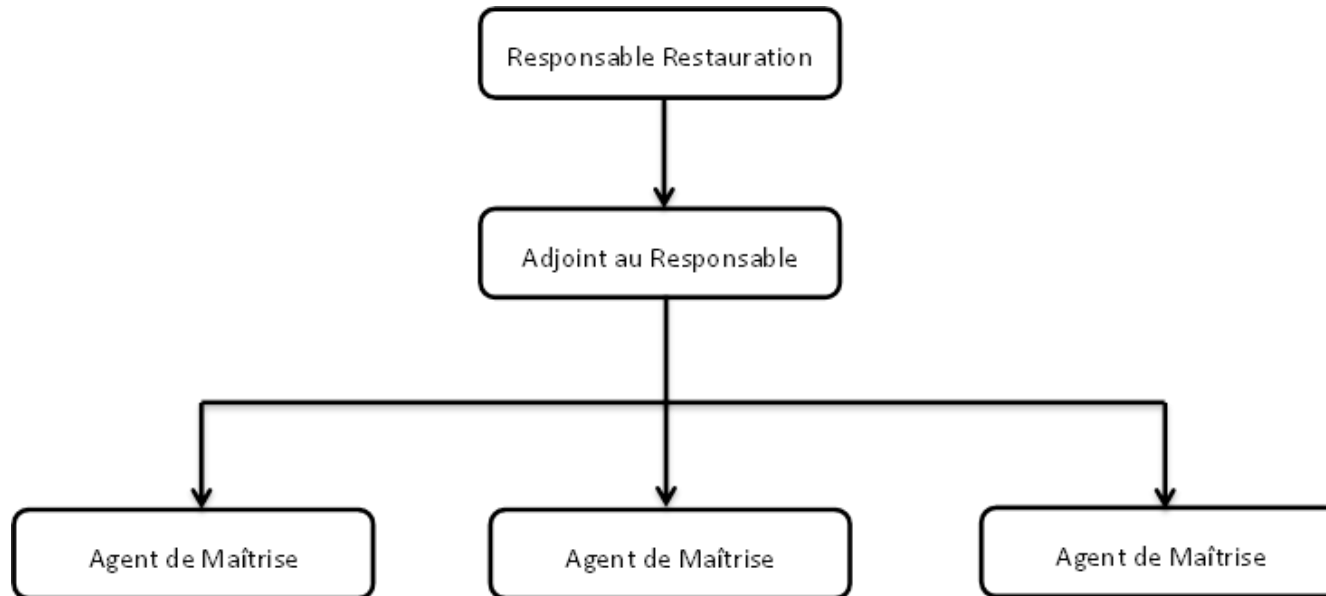 Responsable Restauration
Adjoint au Responsable
Agent de Maîtrise
Agent de Maîtrise
Agent de Maîtrise